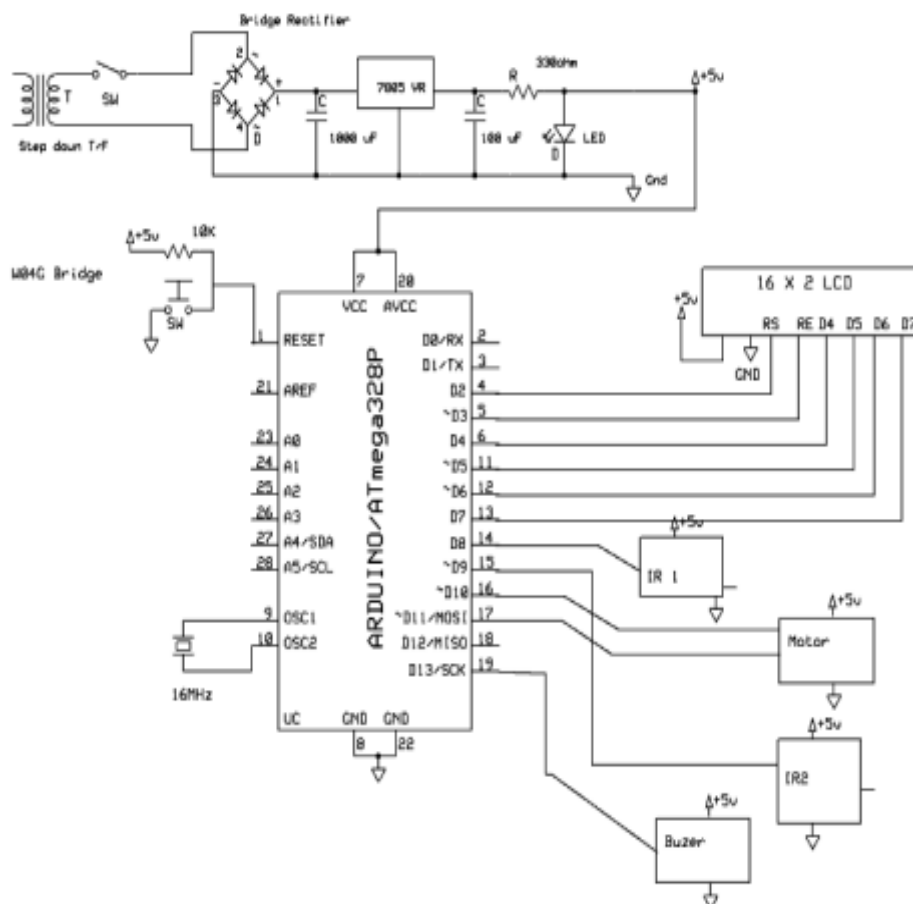 Bridge Rectifier
2
~
T
SW
-
3
+
1
4
~
D
Step down T/F
C
1000 uF
7805 VR
C
100 uF
R
330ohm
D
LED
+5v
Gnd
+5v
10K
W04G Bridge
SW
7
20
VCC
AVCC
1
RESET
21
AREF
23
A0
24
A1
25
A2
26
A3
27
A4/SDA
28
A5/SCL
9
OSC1
10
OSC2
16MHz
UC
GND
GND
8
22
ARDUINO/ATmega328P
D0/RX
2
D1/TX
3
D2
4
~D3
5
D4
6
~D5
11
~D6
12
D7
13
D8
14
~D9
15
~D10
16
~D11/MOSI
17
D12/MISO
18
D13/SCK
19
16 X 2 LCD
+5v
RS
RE
D4
D5
D6
D7
GND
+5v
IR 1
+5v
Motor
+5v
IR2
+5v
Buzer